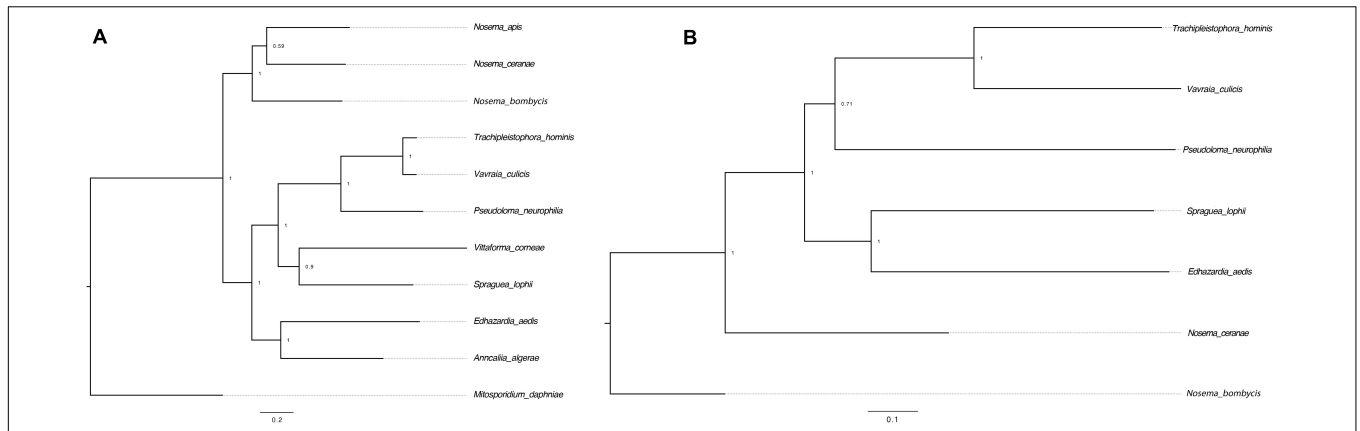 A
Nosema_apis
0.59
Nosema_ceranae
1
Nosema_bombycis
Trachipleistophora_hominis
1
Vavraia_culicis
1
1
Pseudoloma_neurophilia
1
Vittaforma_corneae
0.9
Spraguea_lophii
1
Edhazardia_aedis
1
Anncaliia_algerae
Mitosporidium_daphniae
0.2
B
Trachipleistophora_hominis
1
Vavraia_culicis
0.71
Pseudoloma_neurophilia
1
Spraguea_lophii
1
Edhazardia_aedis
1
Nosema_ceranae
Nosema_bombycis
0.1